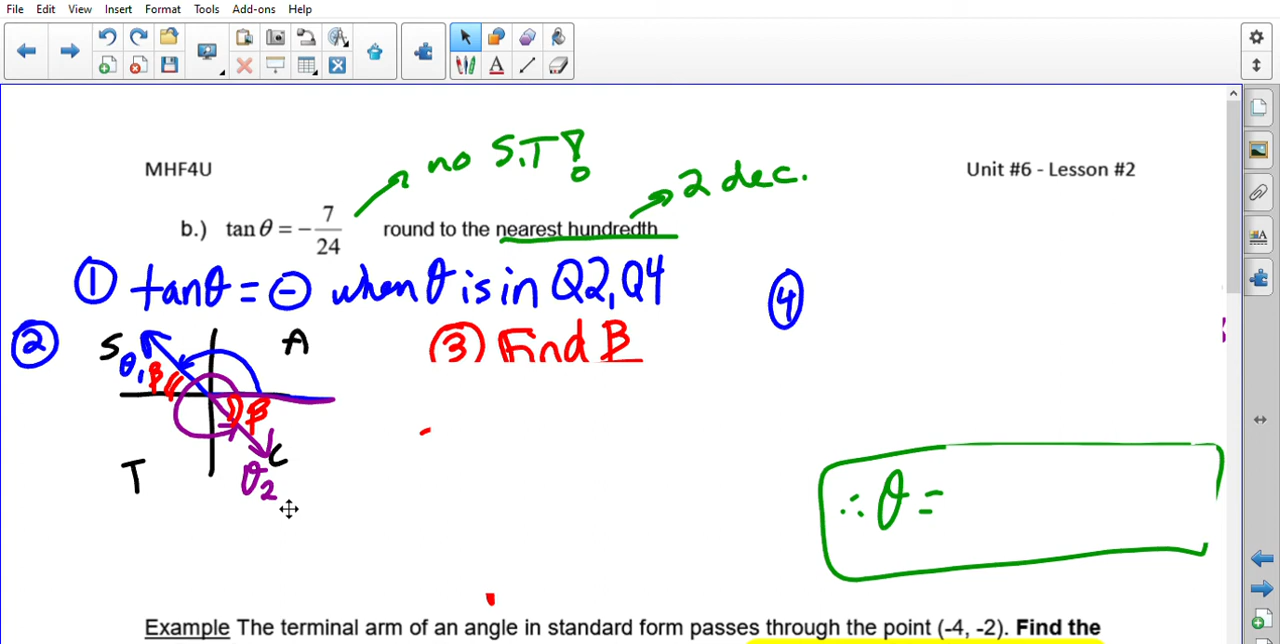 File Edit View Insert Format Tools Add-ons Help
no S.T!
2 dec.
MHF4U Unit #6 - Lesson #2
b.) tan θ = - 7/24 round to the nearest hundredth
① tanθ = ⊖ when θ is in Q2, Q4
② ③ Find β ④
S A
θ1 β β
T C
θ2
∴ θ =
Example The terminal arm of an angle in standard form passes through the point (-4, -2). Find the